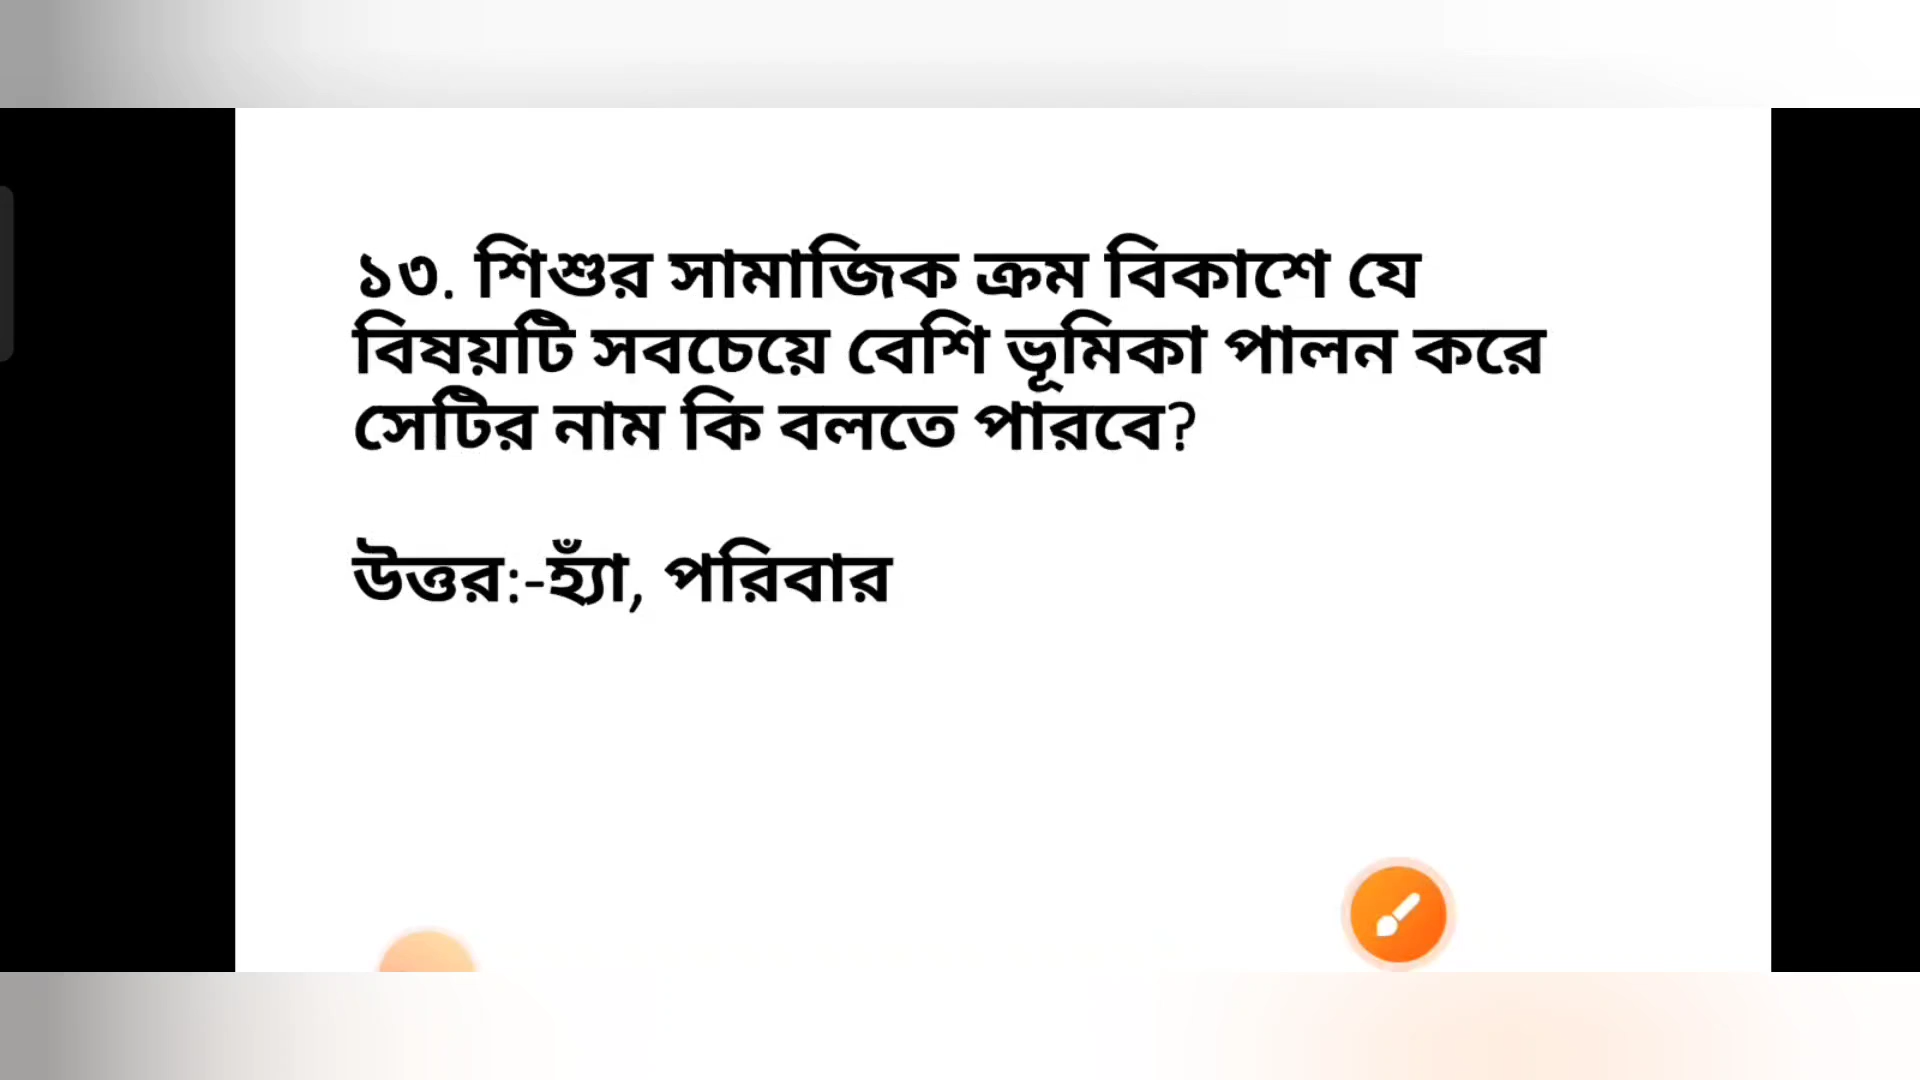 ১৩. শিশুর সামাজিক ক্রম বিকাশে যে
বিষয়টি সবচেয়ে বেশি ভূমিকা পালন করে
সেটির নাম কি বলতে পারবে?
উত্তর:-হ্যাঁ, পরিবার